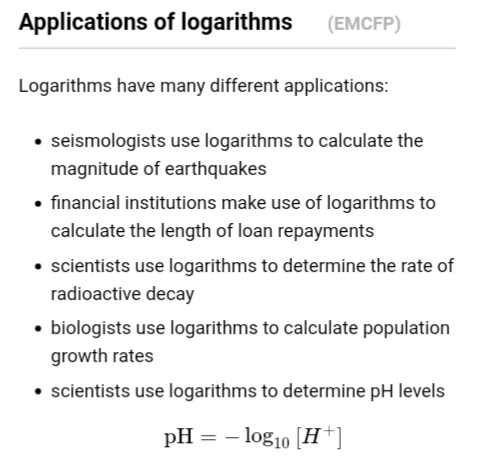 Applications of logarithms (EMCFP)
Logarithms have many different applications:
• seismologists use logarithms to calculate the
magnitude of earthquakes
• financial institutions make use of logarithms to
calculate the length of loan repayments
• scientists use logarithms to determine the rate of
radioactive decay
• biologists use logarithms to calculate population
growth rates
• scientists use logarithms to determine pH levels
pH = − log₁₀ [H⁺]